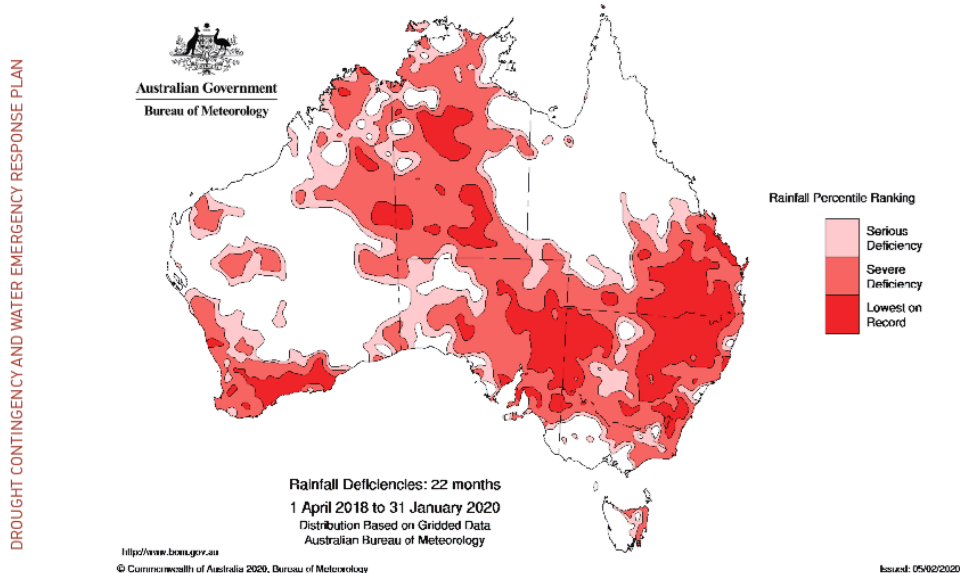 DROUGHT CONTINGENCY AND WATER EMERGENCY RESPONSE PLAN
Australian Government
Bureau of Meteorology
Rainfall Percentile Ranking
Serious
Deficiency
Severe
Deficiency
Lowest on
Record
Rainfall Deficiencies: 22 months
1 April 2018 to 31 January 2020
Distribution Based on Gridded Data
Australian Bureau of Meteorology
http://www.bom.gov.au
© Commonwealth of Australia 2020, Bureau of Meteorology
Issued: 05/02/2020